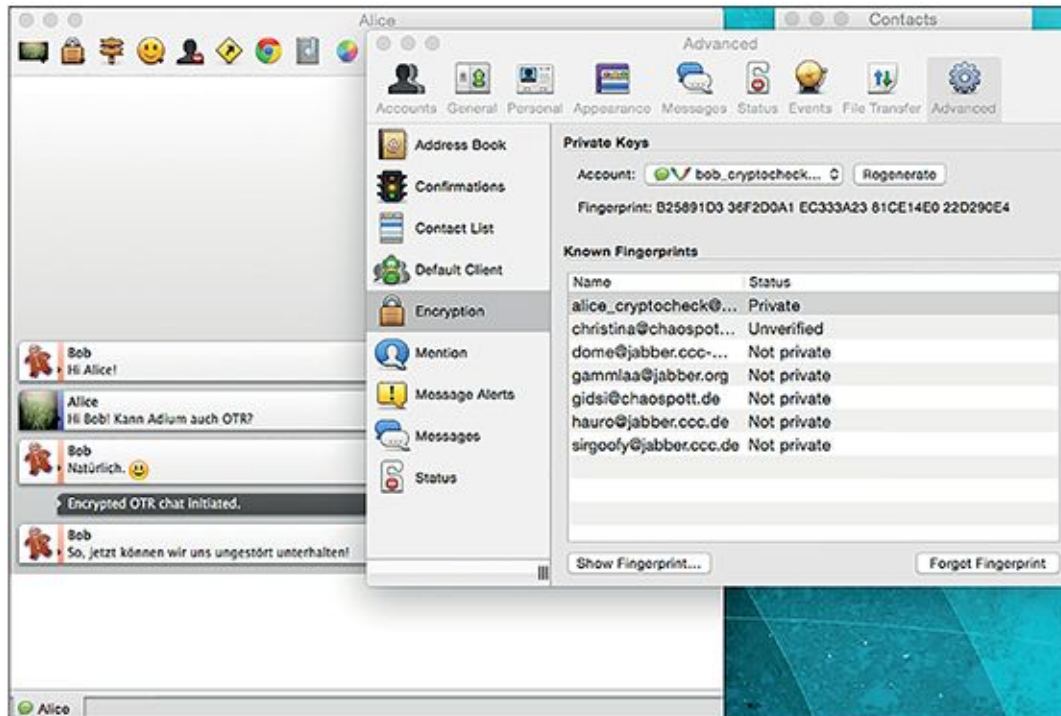 Alice
Contacts
Advanced
Accounts General Personal Appearance Messages Status Events File Transfer Advanced
Address Book
Confirmations
Contact List
Default Client
Encryption
Mention
Message Alerts
Messages
Status
Private Keys
Account: bob_cryptocheck... Regenerate
Fingerprint: B25891D3 36F2D0A1 EC333A23 81CE14E0 22D290E4
Known Fingerprints
Name Status
alice_cryptocheck@... Private
christina@chaospot... Unverified
dome@jabber.ccc-... Not private
gammlaa@jabber.org Not private
gidsi@chaospott.de Not private
hauro@jabber.ccc.de Not private
sirgoofy@jabber.ccc.de Not private
Show Fingerprint... Forget Fingerprint
Bob
Hi Alice!
Alice
Hi Bob! Kann Adium auch OTR?
Bob
Natürlich.
Encrypted OTR chat initiated.
Bob
So, jetzt können wir uns ungestört unterhalten!
Alice